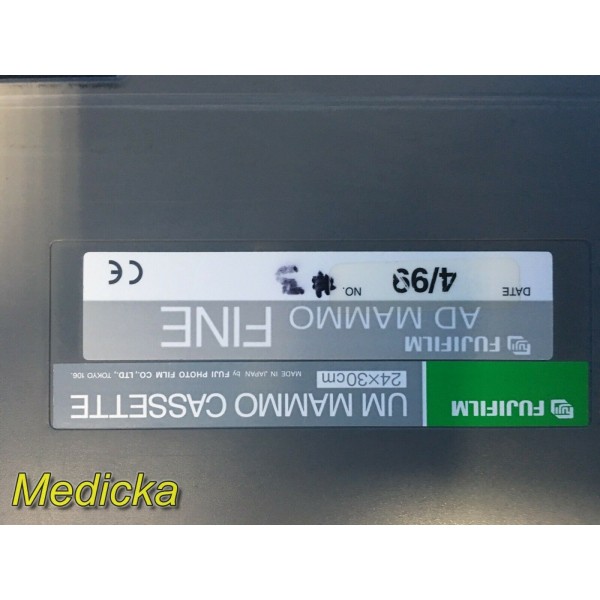 FUJIFILM UM MAMMO CASSETTE
24×30cm MADE IN JAPAN by FUJI PHOTO FILM CO., LTD., TOKYO 106.
FUJIFILM
AD MAMMO FINE
DATE 4/99 NO. #3 CE
Medicka